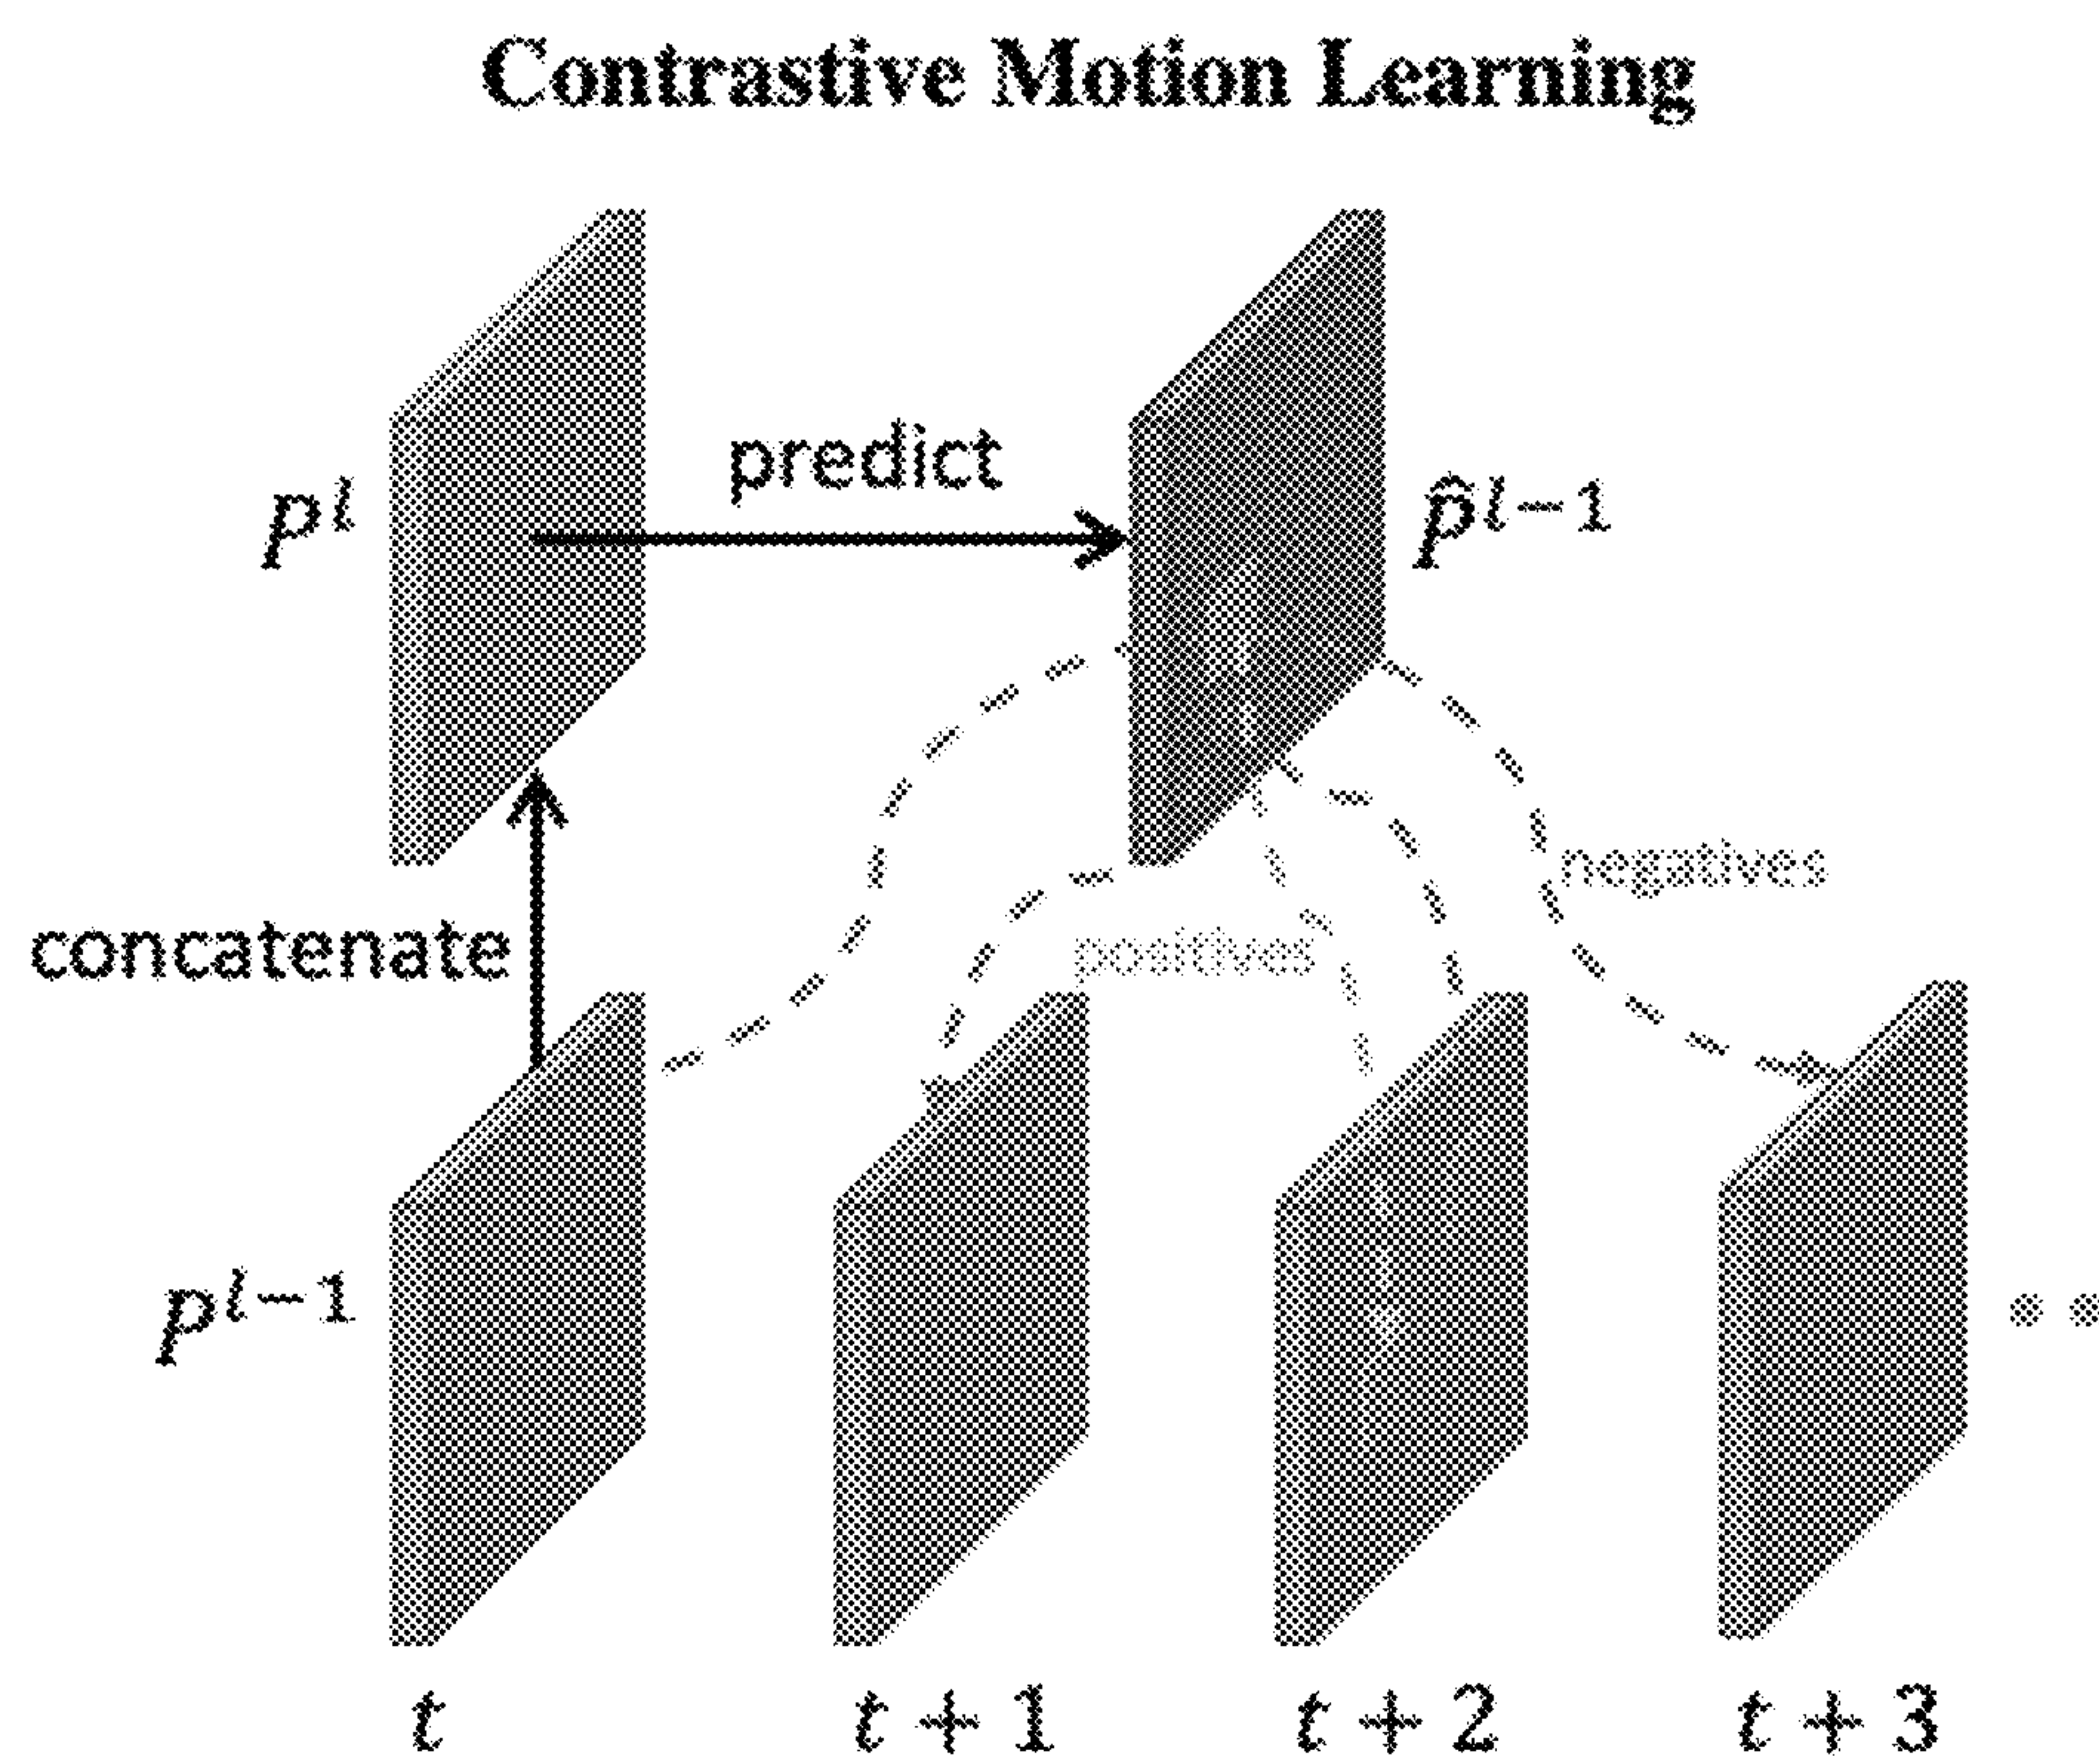 Contrastive Motion Learning
predict
p^l
p̂^{l-1}
negatives
concatenate
positives
p^{l-1}
t
t + 1
t + 2
t + 3